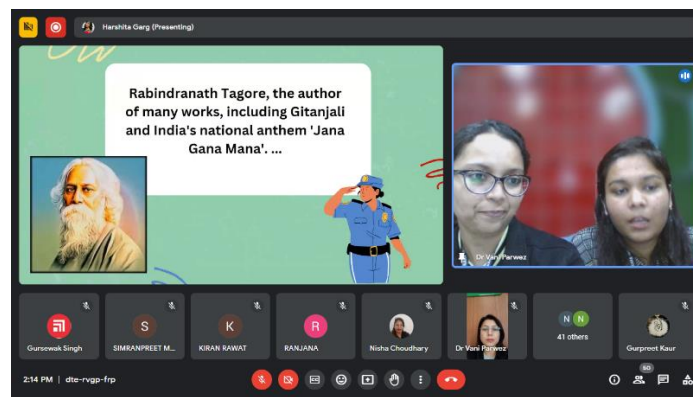 Harshita Garg (Presenting)
Rabindranath Tagore, the author
of many works, including Gitanjali
and India's national anthem 'Jana
Gana Mana'. ...
Dr Vani Parwez
S
K
R
N N
Gursewak Singh
SIMRANPREET M...
KIRAN RAWAT
RANJANA
Nisha Choudhary
Dr Vani Parwez
41 others
Gurpreet Kaur
2:14 PM | dte-rvgp-frp
50